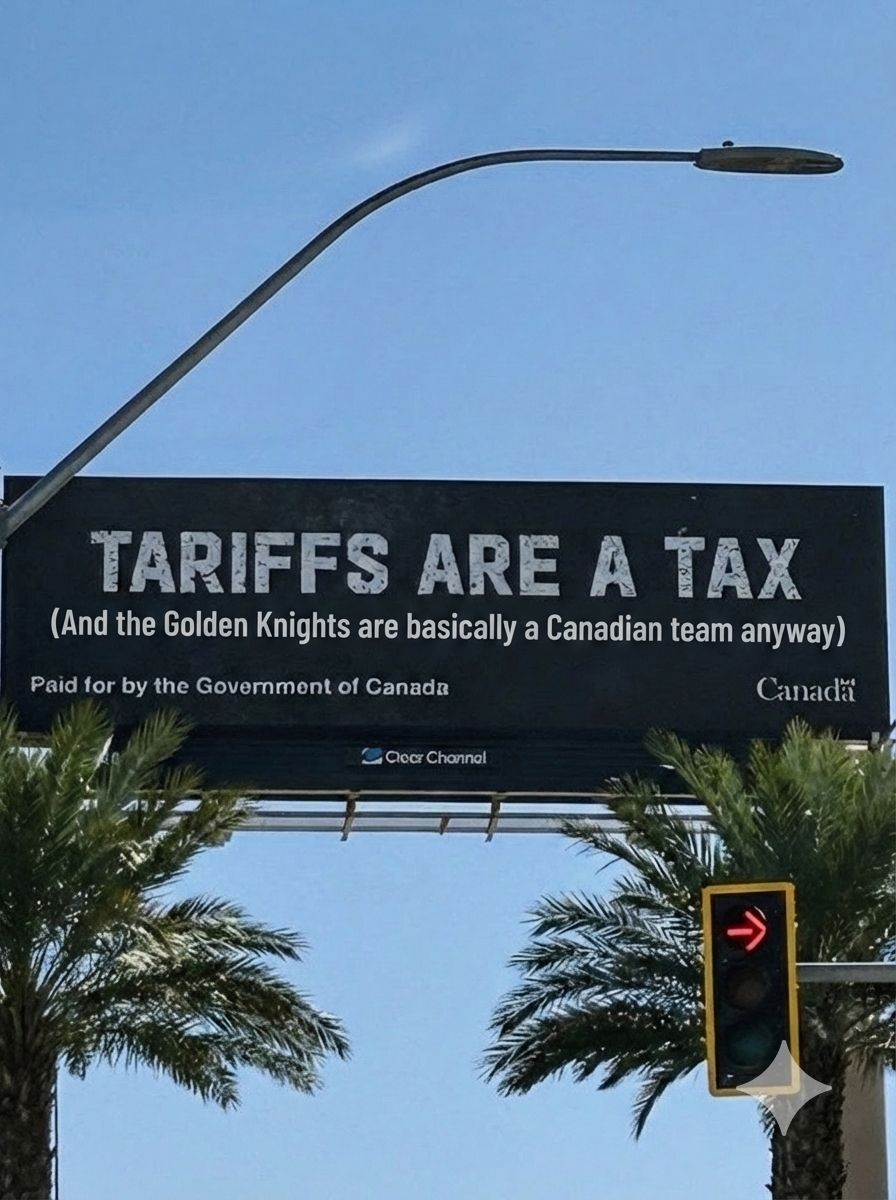 TARIFFS ARE A TAX
(And the Golden Knights are basically a Canadian team anyway)
Paid for by the Government of Canada
Canadä
Clear Channel